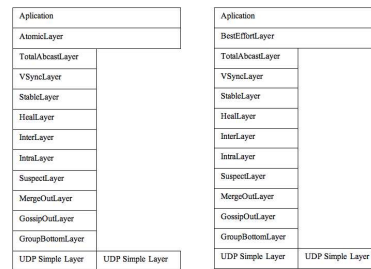 Aplication
AtomicLayer
TotalAbcastLayer
VSyncLayer
StableLayer
HealLayer
InterLayer
IntraLayer
SuspectLayer
MergeOutLayer
GossipOutLayer
GroupBottomLayer
UDP Simple Layer UDP Simple Layer
Aplication
BestEffortLayer
TotalAbcastLayer
VSyncLayer
StableLayer
HealLayer
InterLayer
IntraLayer
SuspectLayer
MergeOutLayer
GossipOutLayer
GroupBottomLayer
UDP Simple Layer UDP Simple Layer